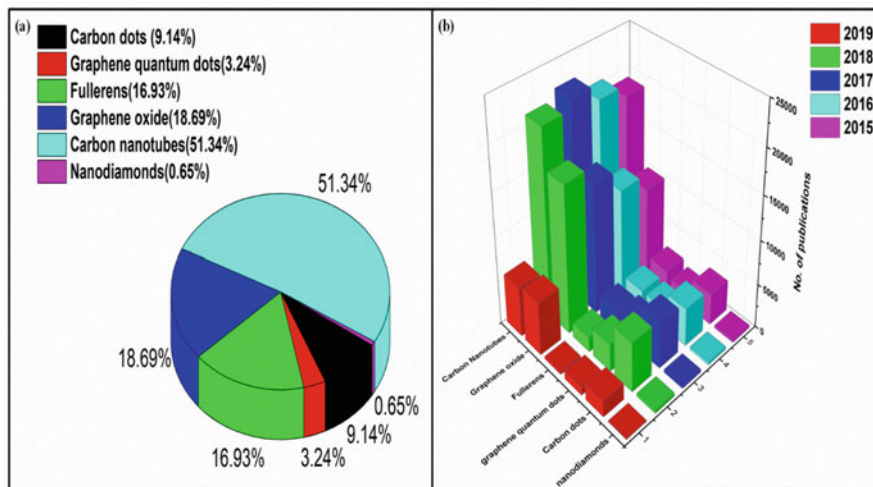 (a)
Carbon dots (9.14%)
Graphene quantum dots(3.24%)
Fullerens(16.93%)
Graphene oxide(18.69%)
Carbon nanotubes(51.34%)
Nanodiamonds(0.65%)
51.34%
18.69%
16.93%
3.24%
9.14%
0.65%
(b)
2019
2018
2017
2016
2015
25000
20000
15000
10000
5000
0
No. of publications
Carbon Nanotubes
Graphene oxide
Fullerens
graphene quantum dots
Carbon dots
nanodiamonds
1
2
3
4
5